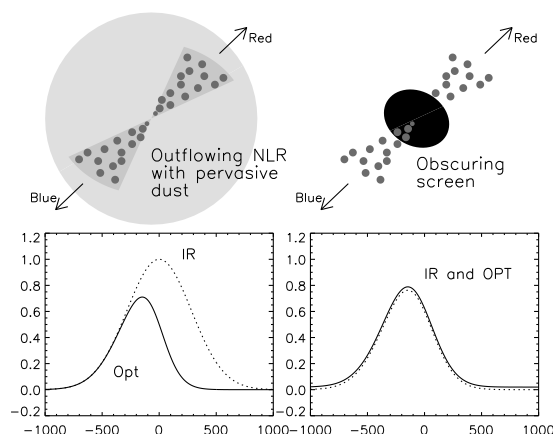 Red
Outflowing NLR
with pervasive
dust
Blue
Red
Obscuring
screen
Blue
1.2
1.0
0.8
0.6
0.4
0.2
0.0
−0.2
−1000 −500 0 500 1000
IR
Opt
1.2
1.0
0.8
0.6
0.4
0.2
0.0
−0.2
−1000 −500 0 500 1000
IR and OPT